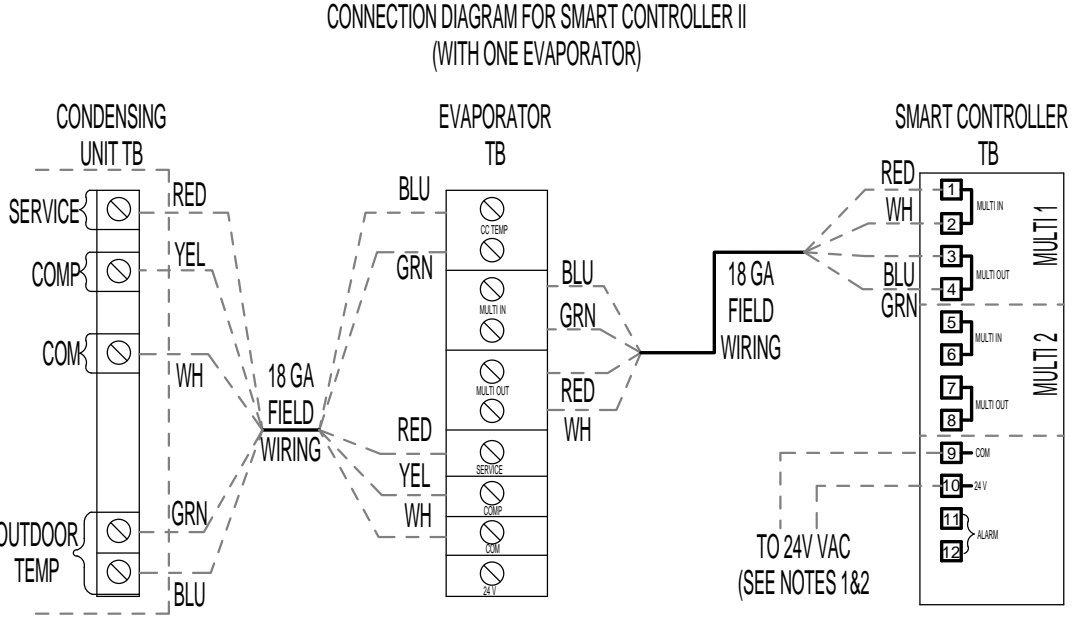 CONNECTION DIAGRAM FOR SMART CONTROLLER II
(WITH ONE EVAPORATOR)
CONDENSING
UNIT TB
SERVICE
COMP
COM
OUTDOOR
TEMP
RED
YEL
WH
GRN
BLU
18 GA
FIELD
WIRING
EVAPORATOR
TB
BLU
GRN
RED
YEL
WH
CC TEMP
MULTI IN
MULTI OUT
SERVICE
COMP
COM
24 V
BLU
GRN
RED
WH
18 GA
FIELD
WIRING
SMART CONTROLLER
TB
RED
WH
BLU
GRN
1
2
MULTI IN
3
4
MULTI OUT
MULTI 1
5
6
MULTI IN
7
8
MULTI OUT
MULTI 2
9 COM
10 24 V
11
12
ALARM
TO 24V VAC
(SEE NOTES 1&2